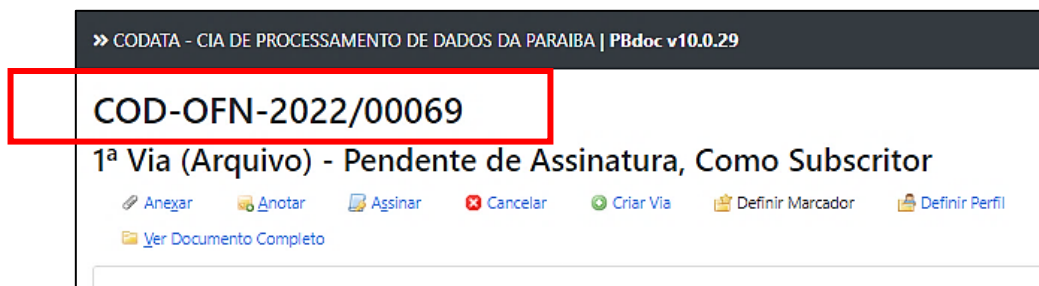 >> CODATA - CIA DE PROCESSAMENTO DE DADOS DA PARAIBA | PBdoc v10.0.29
COD-OFN-2022/00069
1ª Via (Arquivo) - Pendente de Assinatura, Como Subscritor
Anexar Anotar Assinar Cancelar Criar Via Definir Marcador Definir Perfil
Ver Documento Completo